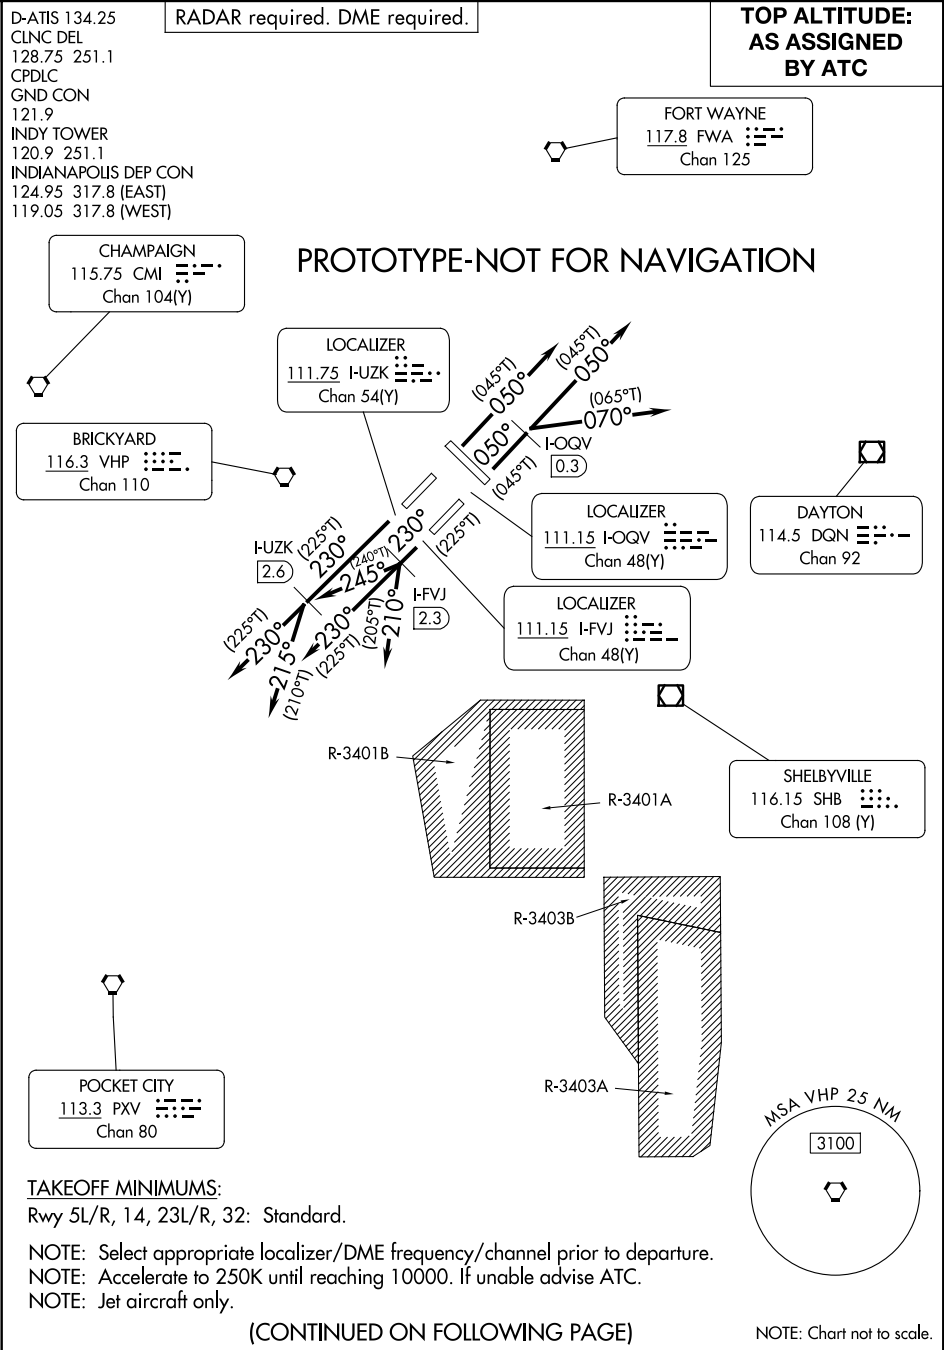 D-ATIS 134.25
CLNC DEL
128.75 251.1
CPDLC
GND CON
121.9
INDY TOWER
120.9 251.1
INDIANAPOLIS DEP CON
124.95 317.8 (EAST)
119.05 317.8 (WEST)
RADAR required. DME required.
TOP ALTITUDE:
AS ASSIGNED
BY ATC
FORT WAYNE
117.8 FWA
Chan 125
CHAMPAIGN
115.75 CMI
Chan 104(Y)
PROTOTYPE-NOT FOR NAVIGATION
LOCALIZER
111.75 I-UZK
Chan 54(Y)
(045°T)
050°
(045°T)
050°
(065°T)
070°
050°
(045°T)
I-OQV
0.3
BRICKYARD
116.3 VHP
Chan 110
LOCALIZER
111.15 I-OQV
Chan 48(Y)
DAYTON
114.5 DQN
Chan 92
I-UZK
2.6
(225°T)
230°
230°
(225°T)
(240°T)
245°
I-FVJ
2.3
(225°T)
230°
215°
(210°T)
230°
(225°T)
(205°T)
210°
LOCALIZER
111.15 I-FVJ
Chan 48(Y)
R-3401B
R-3401A
SHELBYVILLE
116.15 SHB
Chan 108 (Y)
R-3403B
R-3403A
POCKET CITY
113.3 PXV
Chan 80
MSA VHP 25 NM
3100
TAKEOFF MINIMUMS:
Rwy 5L/R, 14, 23L/R, 32: Standard.
NOTE: Select appropriate localizer/DME frequency/channel prior to departure.
NOTE: Accelerate to 250K until reaching 10000. If unable advise ATC.
NOTE: Jet aircraft only.
(CONTINUED ON FOLLOWING PAGE)
NOTE: Chart not to scale.